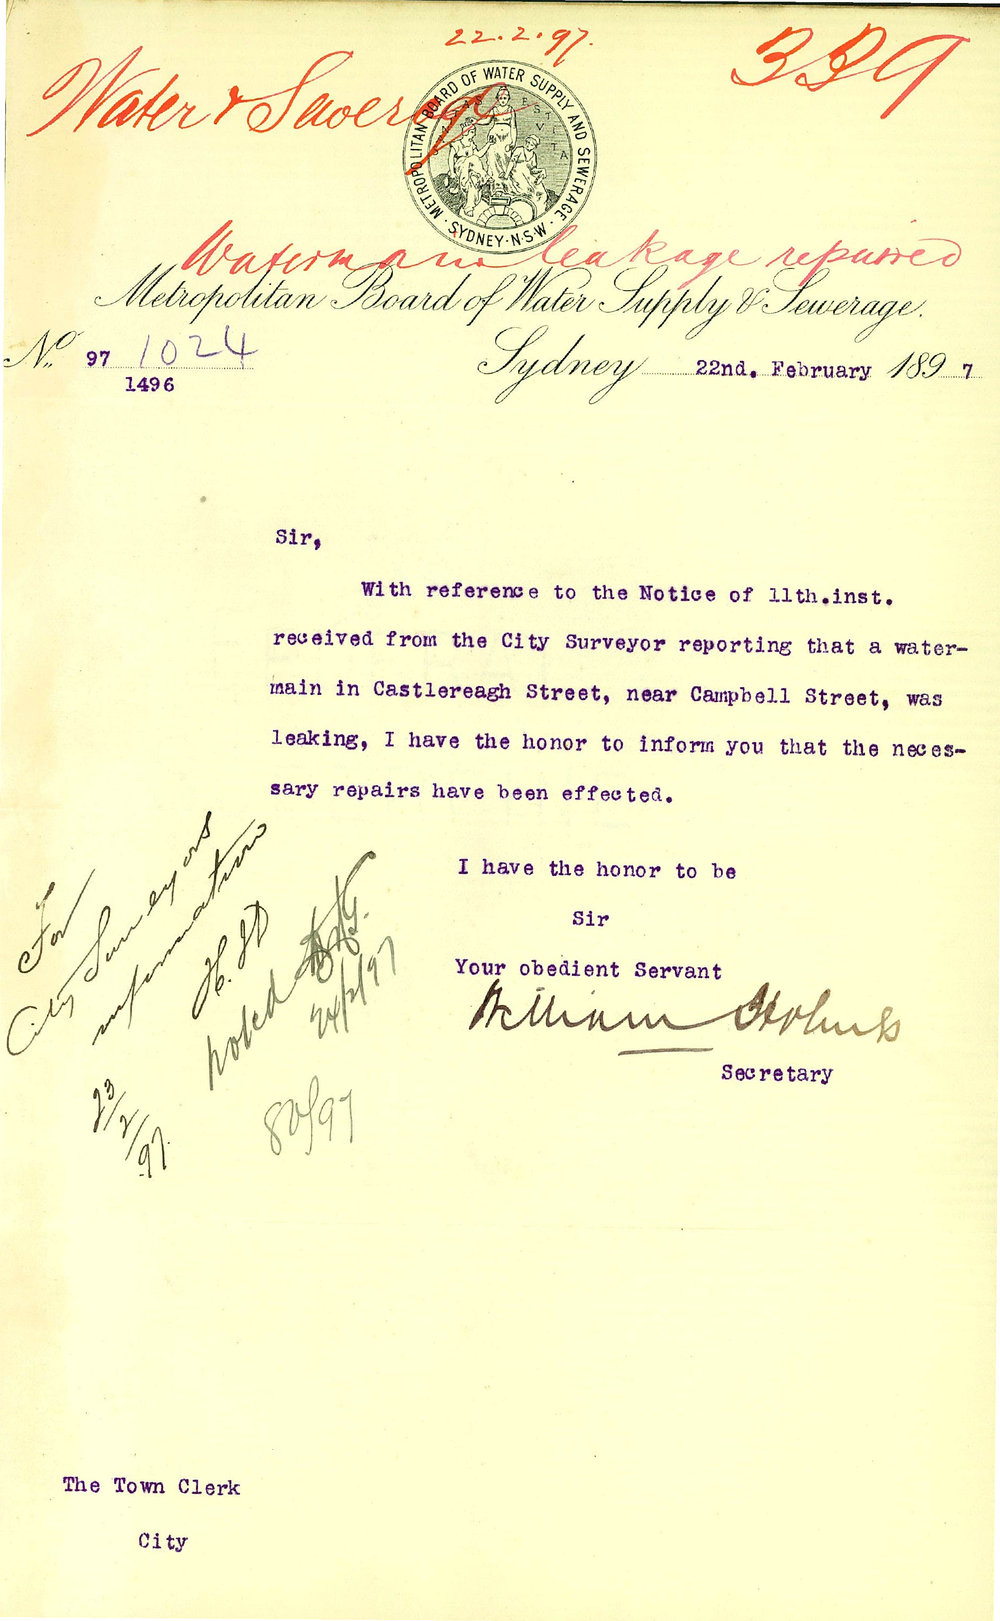 22.2.97.
339
Water & Sewerage
METROPOLITAN BOARD OF WATER SUPPLY AND SEWERAGE.
SYDNEY·N·S·W·
Watermain leakage repaired
Metropolitan Board of Water Supply & Sewerage.
No. 97 1024
1496
Sydney 22nd. February 1897
Sir,
With reference to the Notice of 11th.inst.
received from the City Surveyor reporting that a water-
main in Castlereagh Street, near Campbell Street, was
leaking, I have the honor to inform you that the neces-
sary repairs have been effected.
I have the honor to be
Sir
Your obedient Servant
William Holmes
Secretary
For
City Surveyors
information
H.JD
23/2/97.
noted
24/2/97
80/97
The Town Clerk
City